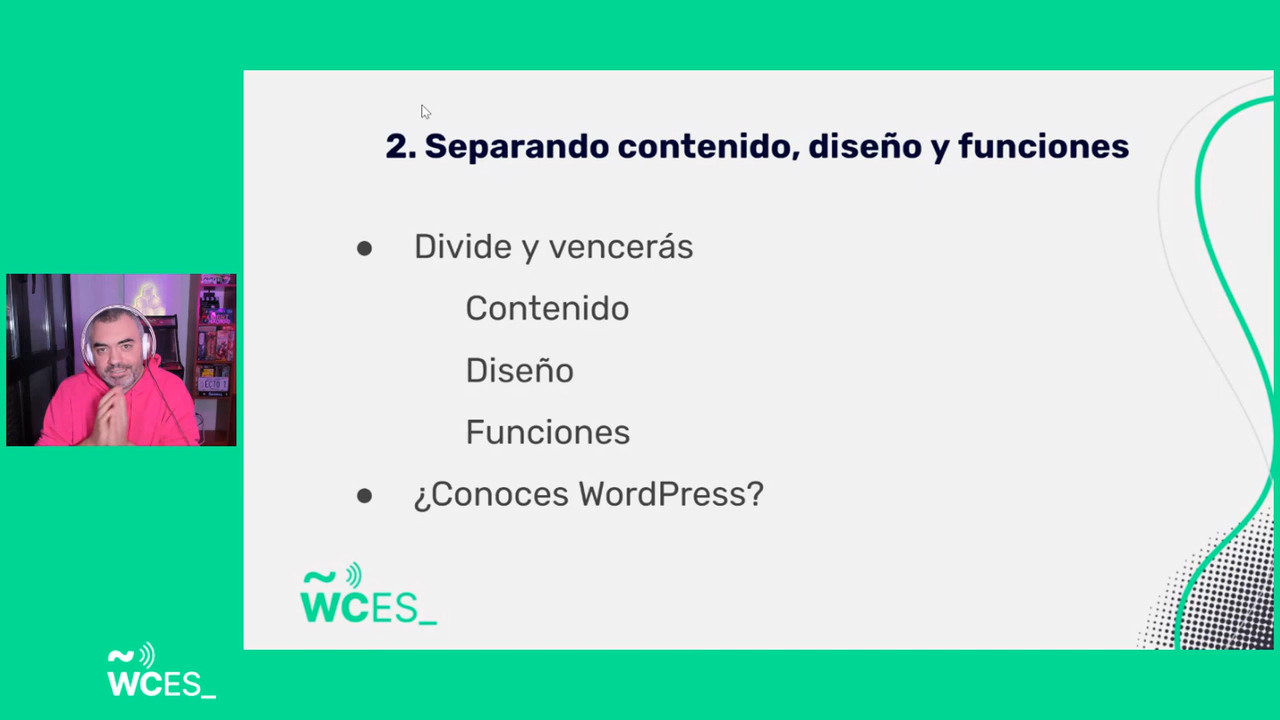 2. Separando contenido, diseño y funciones
● Divide y vencerás
Contenido
Diseño
Funciones
● ¿Conoces WordPress?
~
WCES_
~
WCES_